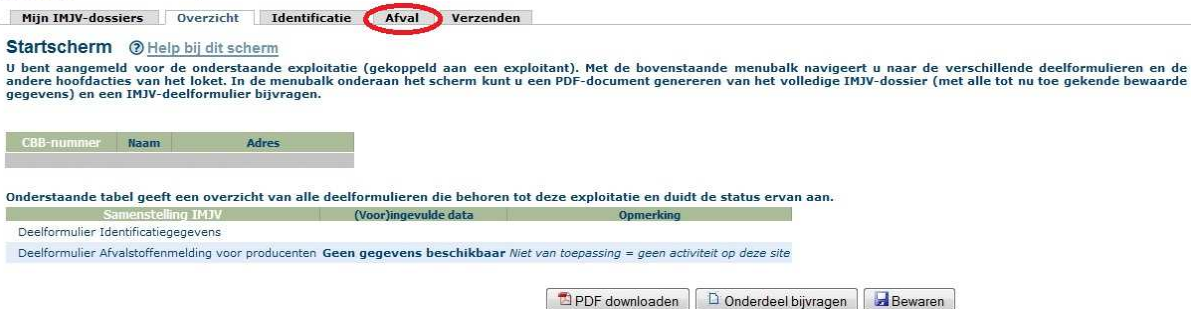 Mijn IMJV-dossiers Overzicht Identificatie Afval Verzenden
Startscherm Help bij dit scherm
U bent aangemeld voor de onderstaande exploitatie (gekoppeld aan een exploitant). Met de bovenstaande menubalk navigeert u naar de verschillende deelformulieren en de
andere hoofdacties van het loket. In de menubalk onderaan het scherm kunt u een PDF-document genereren van het volledige IMJV-dossier (met alle tot nu toe gekende bewaarde
gegevens) en een IMJV-deelformulier bijvragen.
CBB-nummer Naam Adres
Onderstaande tabel geeft een overzicht van alle deelformulieren die behoren tot deze exploitatie en duidt de status ervan aan.
Samenstelling IMJV (Voor)ingevulde data Opmerking
Deelformulier Identificatiegegevens
Deelformulier Afvalstoffenmelding voor producenten Geen gegevens beschikbaar Niet van toepassing = geen activiteit op deze site
PDF downloaden Onderdeel bijvragen Bewaren